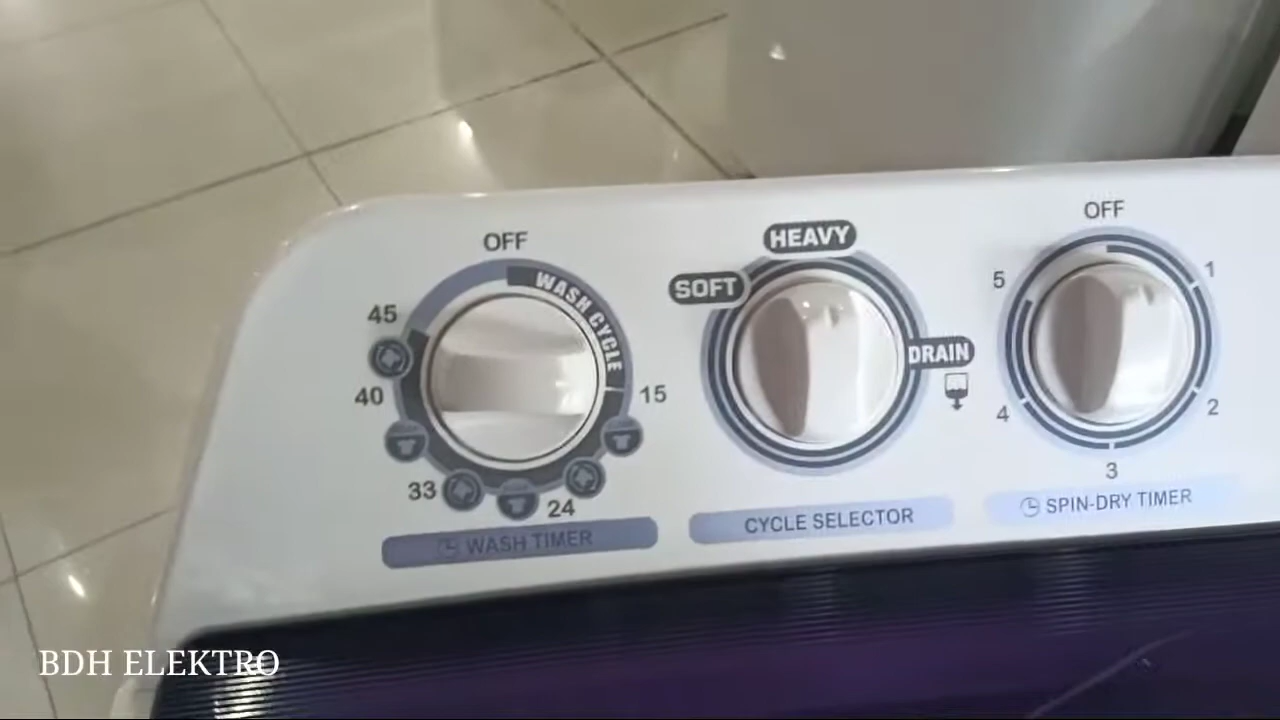 OFF
WASH CYCLE
15
24
33
40
45
WASH TIMER
SOFT
HEAVY
DRAIN
CYCLE SELECTOR
OFF
1
2
3
4
5
SPIN-DRY TIMER
BDH ELEKTRO